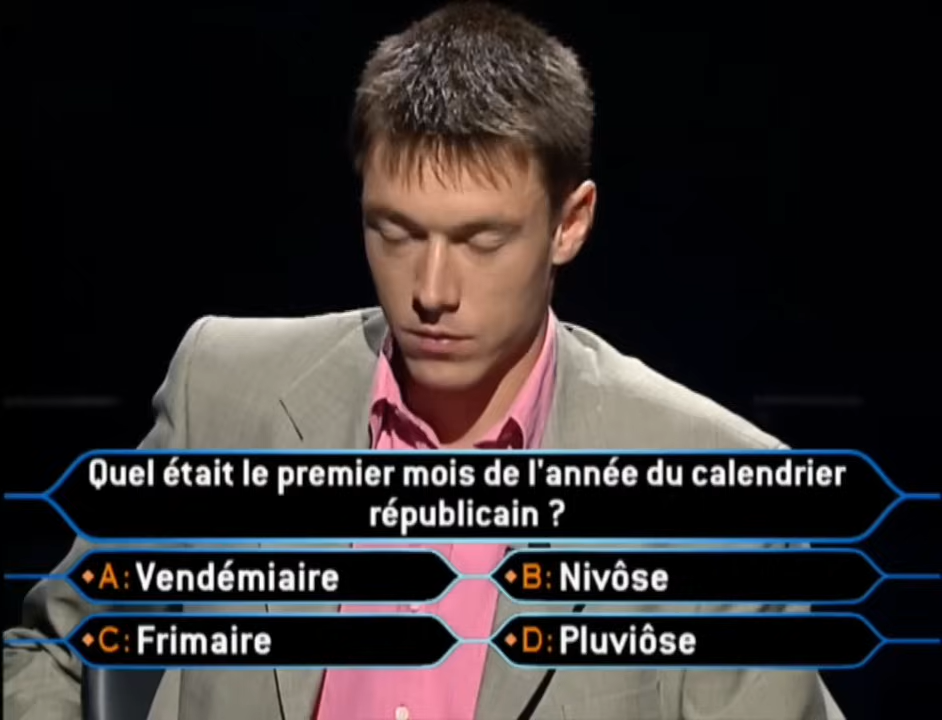 Quel était le premier mois de l'année du calendrier
républicain ?
A: Vendémiaire
B: Nivôse
C: Frimaire
D: Pluviôse